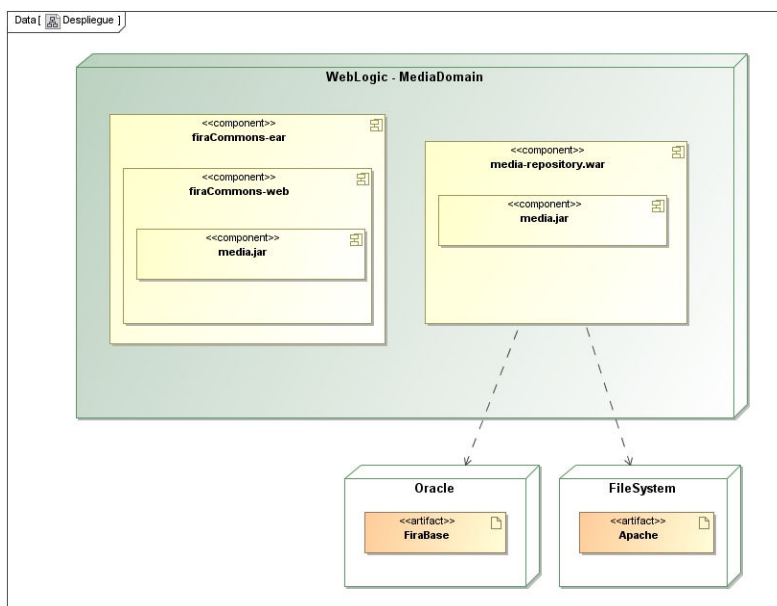 Data [ Despliegue ]
WebLogic - MediaDomain
<<component>>
firaCommons-ear
<<component>>
firaCommons-web
<<component>>
media.jar
<<component>>
media-repository.war
<<component>>
media.jar
Oracle
<<artifact>>
FiraBase
FileSystem
<<artifact>>
Apache